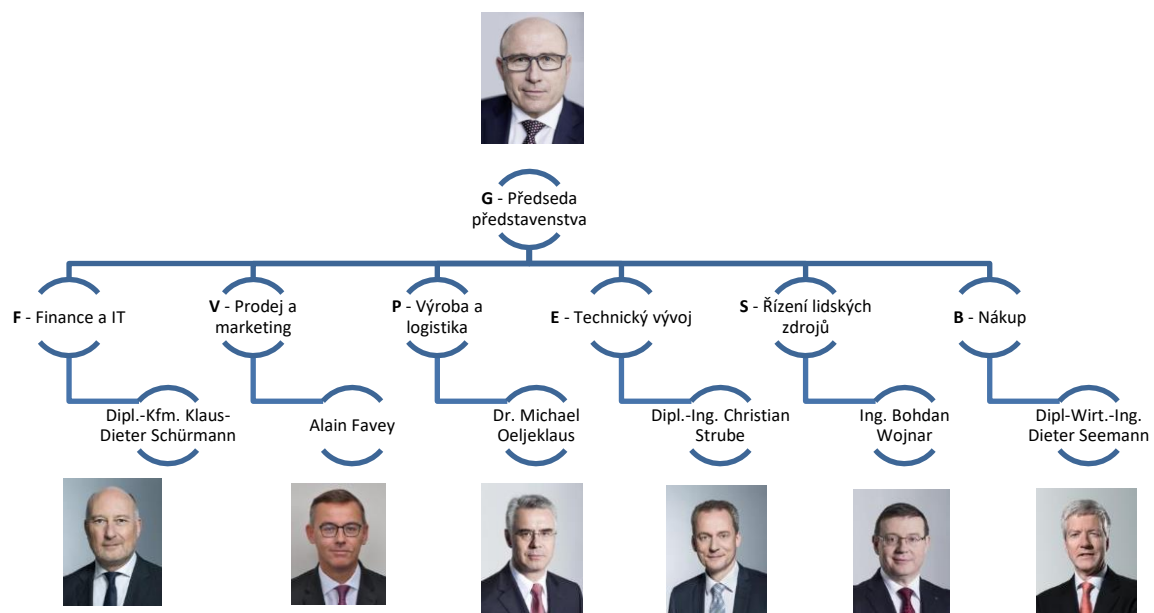 G - Předseda
představenstva
F - Finance a IT
V - Prodej a
marketing
P - Výroba a
logistika
E - Technický vývoj
S - Řízení lidských
zdrojů
B - Nákup
Dipl.-Kfm. Klaus-
Dieter Schürmann
Alain Favey
Dr. Michael
Oeljeklaus
Dipl.-Ing. Christian
Strube
Ing. Bohdan
Wojnar
Dipl-Wirt.-Ing.
Dieter Seemann